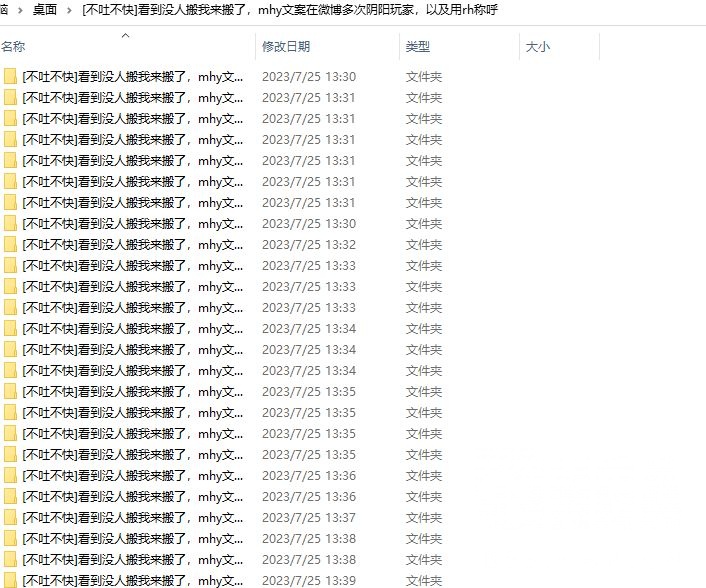 脑 › 桌面 › [不吐不快]看到没人搬我来搬了，mhy文案在微博多次阴阳玩家，以及用rh称呼
名称 修改日期 类型 大小
[不吐不快]看到没人搬我来搬了，mhy文... 2023/7/25 13:30 文件夹
[不吐不快]看到没人搬我来搬了，mhy文... 2023/7/25 13:31 文件夹
[不吐不快]看到没人搬我来搬了，mhy文... 2023/7/25 13:31 文件夹
[不吐不快]看到没人搬我来搬了，mhy文... 2023/7/25 13:31 文件夹
[不吐不快]看到没人搬我来搬了，mhy文... 2023/7/25 13:31 文件夹
[不吐不快]看到没人搬我来搬了，mhy文... 2023/7/25 13:31 文件夹
[不吐不快]看到没人搬我来搬了，mhy文... 2023/7/25 13:31 文件夹
[不吐不快]看到没人搬我来搬了，mhy文... 2023/7/25 13:30 文件夹
[不吐不快]看到没人搬我来搬了，mhy文... 2023/7/25 13:32 文件夹
[不吐不快]看到没人搬我来搬了，mhy文... 2023/7/25 13:33 文件夹
[不吐不快]看到没人搬我来搬了，mhy文... 2023/7/25 13:33 文件夹
[不吐不快]看到没人搬我来搬了，mhy文... 2023/7/25 13:33 文件夹
[不吐不快]看到没人搬我来搬了，mhy文... 2023/7/25 13:34 文件夹
[不吐不快]看到没人搬我来搬了，mhy文... 2023/7/25 13:34 文件夹
[不吐不快]看到没人搬我来搬了，mhy文... 2023/7/25 13:34 文件夹
[不吐不快]看到没人搬我来搬了，mhy文... 2023/7/25 13:35 文件夹
[不吐不快]看到没人搬我来搬了，mhy文... 2023/7/25 13:35 文件夹
[不吐不快]看到没人搬我来搬了，mhy文... 2023/7/25 13:35 文件夹
[不吐不快]看到没人搬我来搬了，mhy文... 2023/7/25 13:35 文件夹
[不吐不快]看到没人搬我来搬了，mhy文... 2023/7/25 13:36 文件夹
[不吐不快]看到没人搬我来搬了，mhy文... 2023/7/25 13:36 文件夹
[不吐不快]看到没人搬我来搬了，mhy文... 2023/7/25 13:37 文件夹
[不吐不快]看到没人搬我来搬了，mhy文... 2023/7/25 13:38 文件夹
[不吐不快]看到没人搬我来搬了，mhy文... 2023/7/25 13:38 文件夹
[不吐不快]看到没人搬我来搬了，mhy文... 2023/7/25 13:39 文件夹